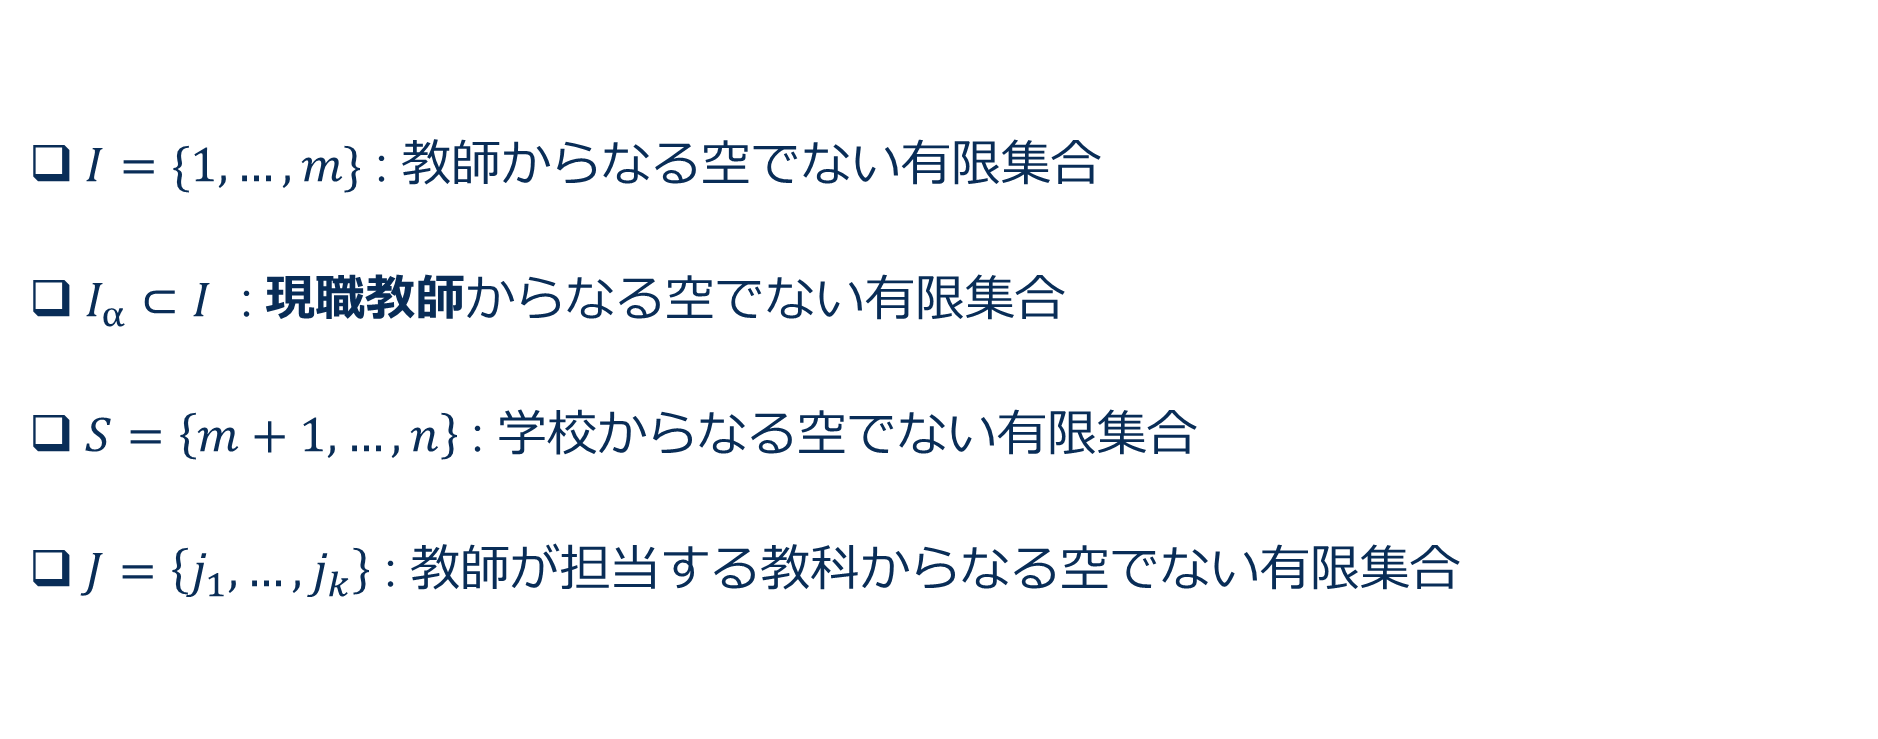 ❑ I = {1, … , m} : 教師からなる空でない有限集合
❑ I_α ⊂ I : 現職教師からなる空でない有限集合
❑ S = {m + 1, … , n} : 学校からなる空でない有限集合
❑ J = {j_1, … , j_k} : 教師が担当する教科からなる空でない有限集合